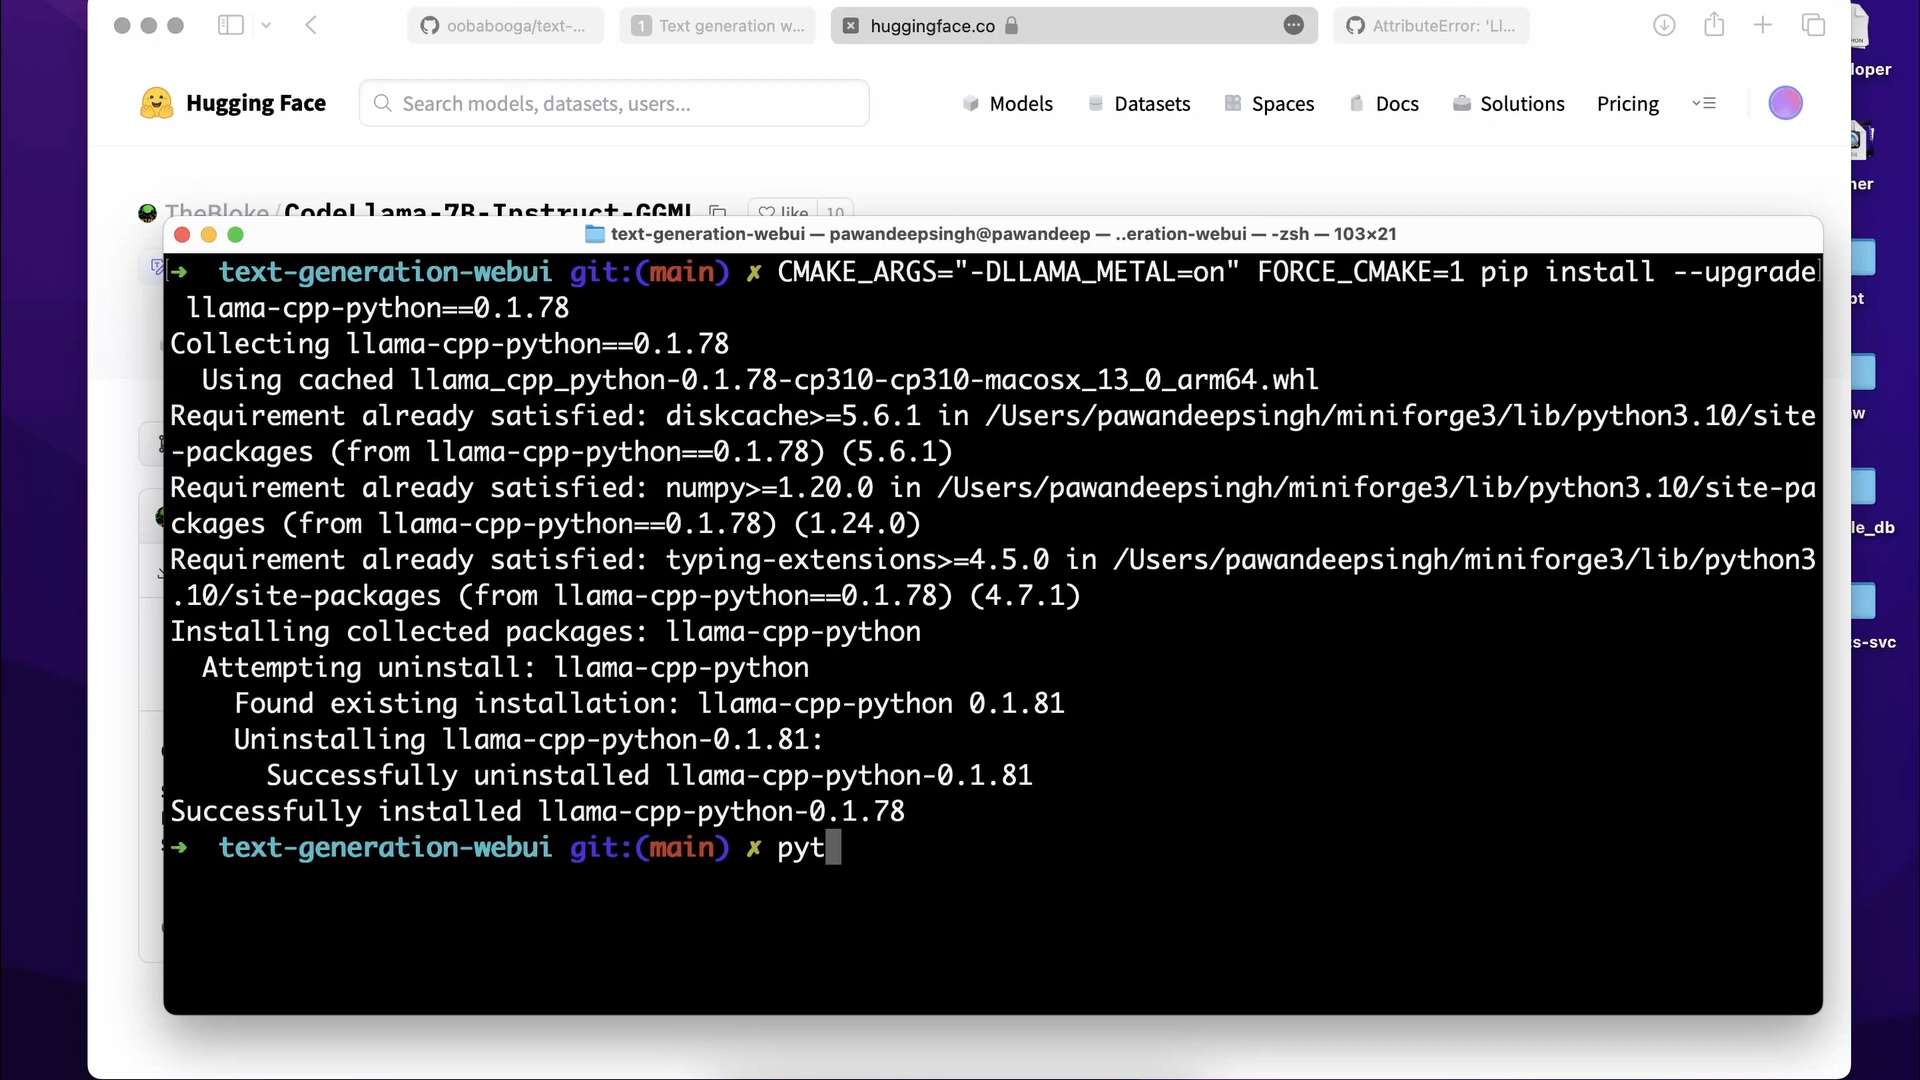 oobabooga/text-...
1 Text generation w...
huggingface.co
AttributeError: 'Ll...
Hugging Face
Search models, datasets, users...
Models
Datasets
Spaces
Docs
Solutions
Pricing
TheBloke/CodeLlama-7B-Instruct-GGML
like 10
text-generation-webui — pawandeepsingh@pawandeep — ..eration-webui — -zsh — 103×21
➜ text-generation-webui git:(main) ✗ CMAKE_ARGS="-DLLAMA_METAL=on" FORCE_CMAKE=1 pip install --upgrade
llama-cpp-python==0.1.78
Collecting llama-cpp-python==0.1.78
Using cached llama_cpp_python-0.1.78-cp310-cp310-macosx_13_0_arm64.whl
Requirement already satisfied: diskcache>=5.6.1 in /Users/pawandeepsingh/miniforge3/lib/python3.10/site
-packages (from llama-cpp-python==0.1.78) (5.6.1)
Requirement already satisfied: numpy>=1.20.0 in /Users/pawandeepsingh/miniforge3/lib/python3.10/site-pa
ckages (from llama-cpp-python==0.1.78) (1.24.0)
Requirement already satisfied: typing-extensions>=4.5.0 in /Users/pawandeepsingh/miniforge3/lib/python3
.10/site-packages (from llama-cpp-python==0.1.78) (4.7.1)
Installing collected packages: llama-cpp-python
Attempting uninstall: llama-cpp-python
Found existing installation: llama-cpp-python 0.1.81
Uninstalling llama-cpp-python-0.1.81:
Successfully uninstalled llama-cpp-python-0.1.81
Successfully installed llama-cpp-python-0.1.78
➜ text-generation-webui git:(main) ✗ pyt
loper
ner
pt
w
le_db
ts-svc